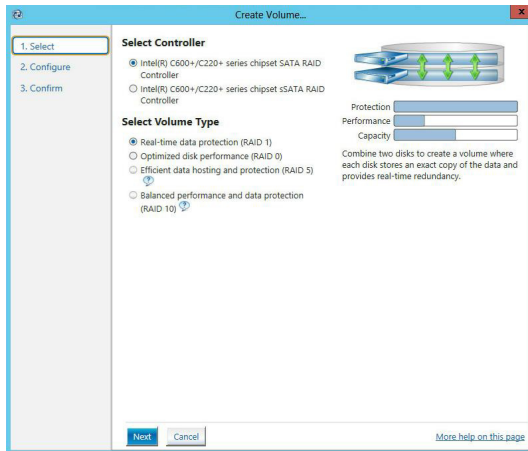 Create Volume...
x
1. Select
2. Configure
3. Confirm
Select Controller
Intel(R) C600+/C220+ series chipset SATA RAID
Controller
Intel(R) C600+/C220+ series chipset sSATA RAID
Controller
Select Volume Type
Real-time data protection (RAID 1)
Optimized disk performance (RAID 0)
Efficient data hosting and protection (RAID 5)
?
Balanced performance and data protection
(RAID 10) ?
Protection
Performance
Capacity
Combine two disks to create a volume where
each disk stores an exact copy of the data and
provides real-time redundancy.
Next
Cancel
More help on this page